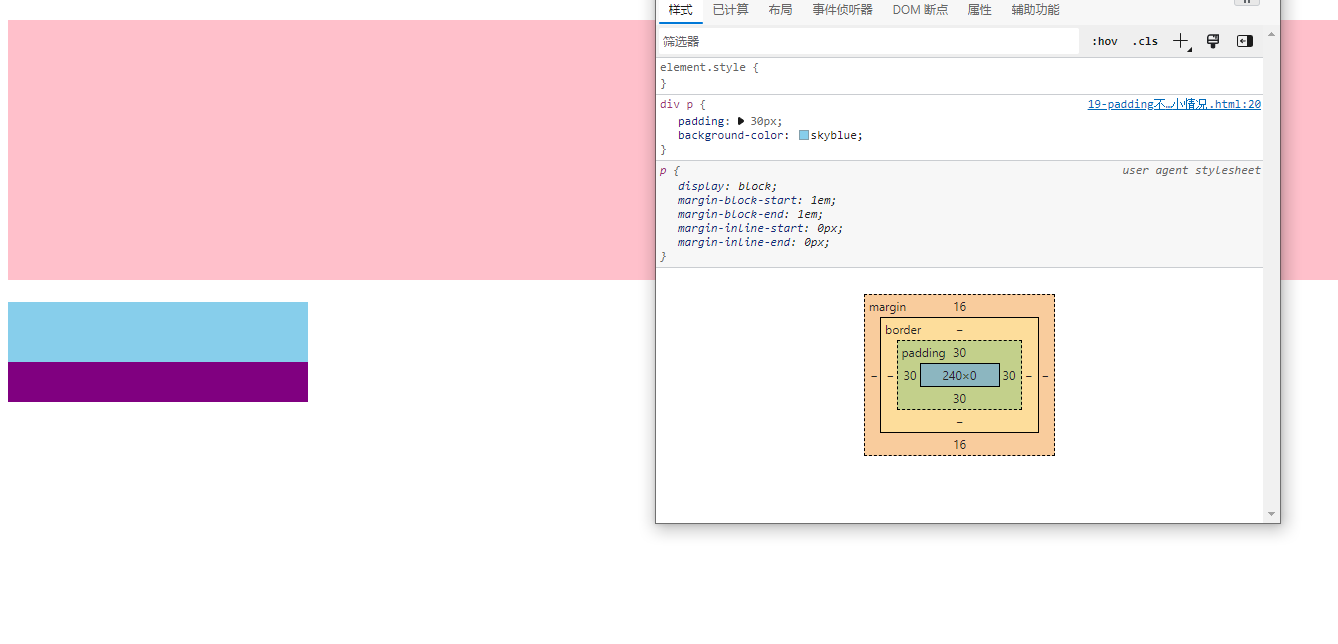 样式 已计算 布局 事件侦听器 DOM 断点 属性 辅助功能
筛选器 :hov .cls
element.style {
}
div p { 19-padding不…小情况.html:20
padding: 30px;
background-color: skyblue;
}
p { user agent stylesheet
display: block;
margin-block-start: 1em;
margin-block-end: 1em;
margin-inline-start: 0px;
margin-inline-end: 0px;
}
margin 16
border –
padding 30
– – 30 240×0 30 – –
30
–
16